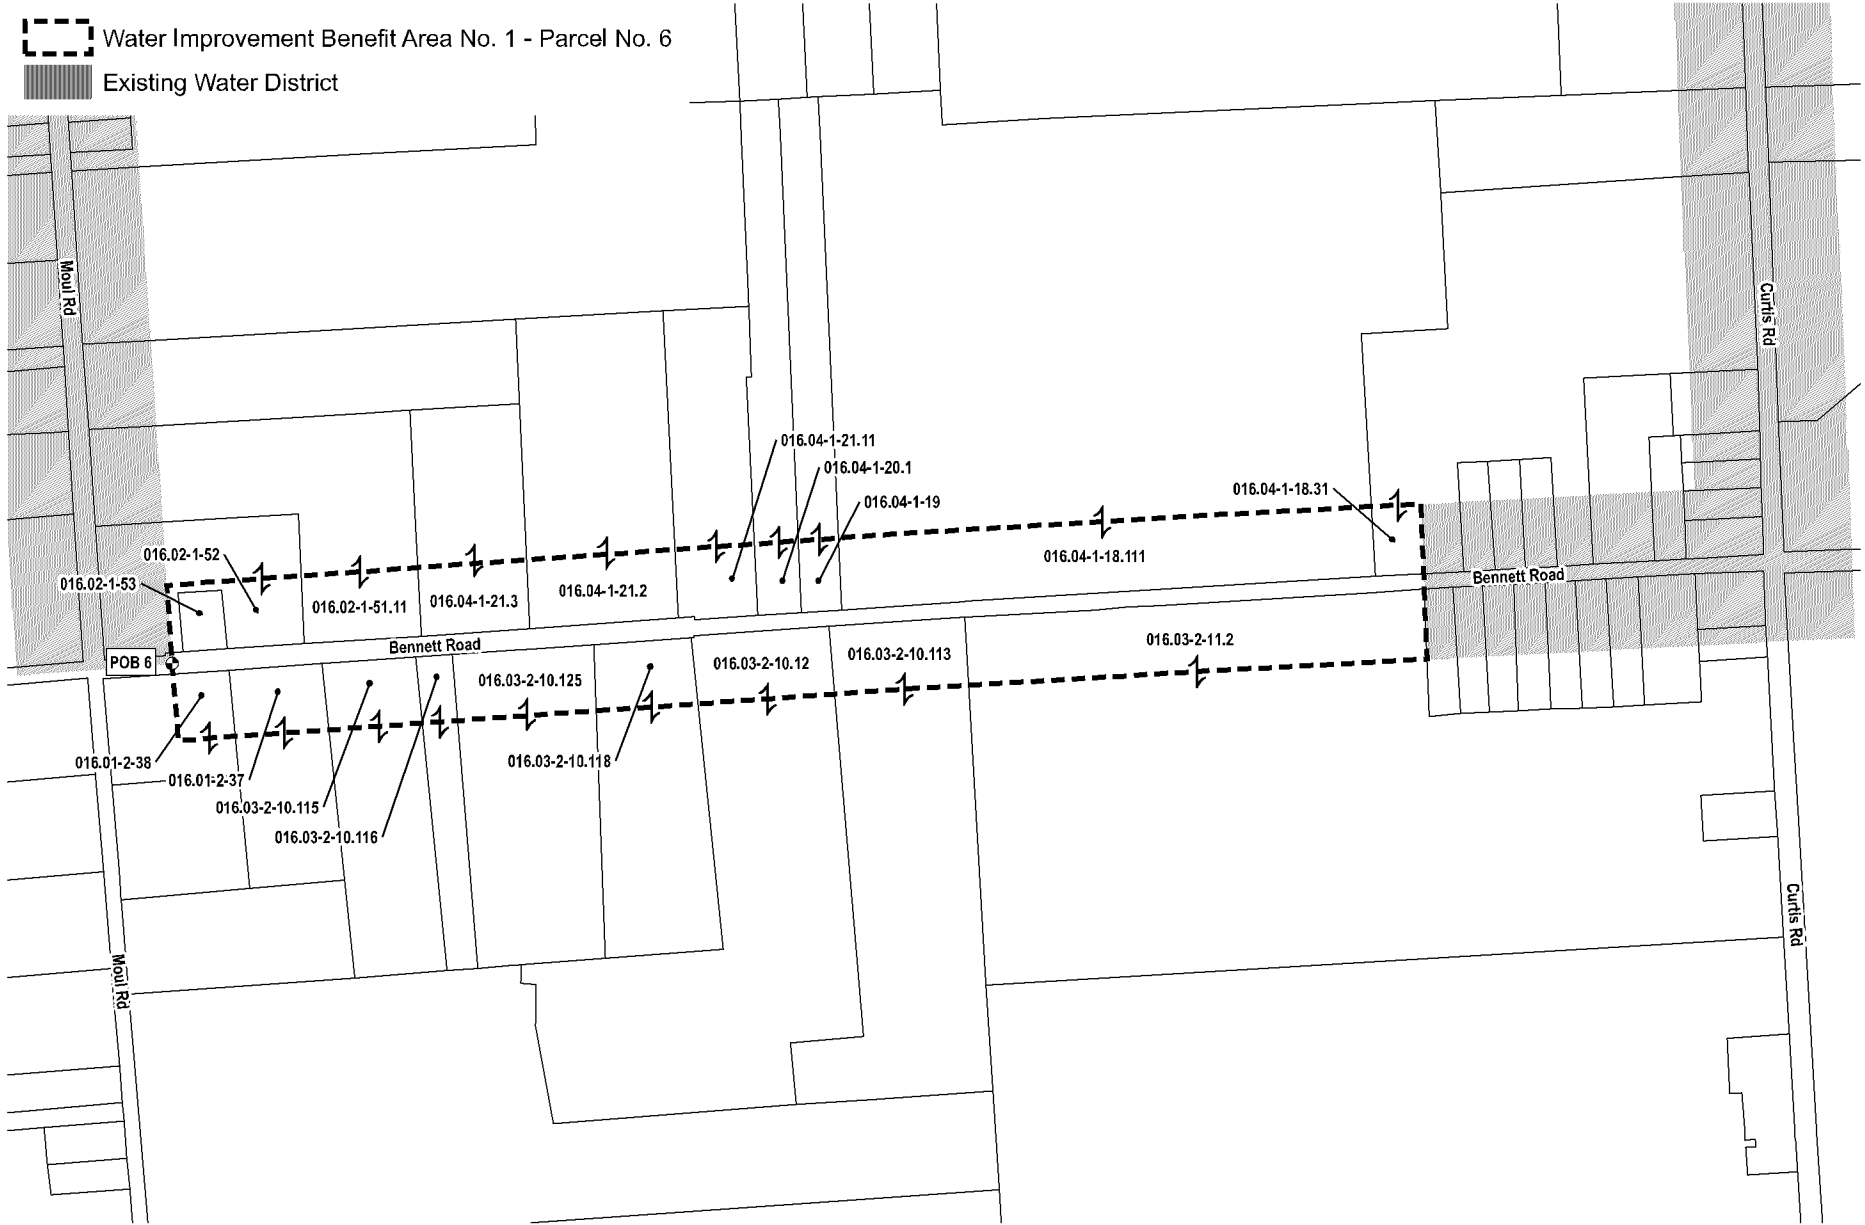 Water Improvement Benefit Area No. 1 - Parcel No. 6
Existing Water District
Moul Rd
Curtis Rd
016.04-1-21.11
016.04-1-20.1
016.04-1-19
016.04-1-18.31
016.02-1-52
016.02-1-53
016.02-1-51.11
016.04-1-21.3
016.04-1-21.2
016.04-1-18.111
Bennett Road
POB 6
Bennett Road
016.03-2-10.125
016.03-2-10.12
016.03-2-10.113
016.03-2-11.2
016.01-2-38
016.01-2-37
016.03-2-10.118
016.03-2-10.115
016.03-2-10.116
Moul Rd
Curtis Rd